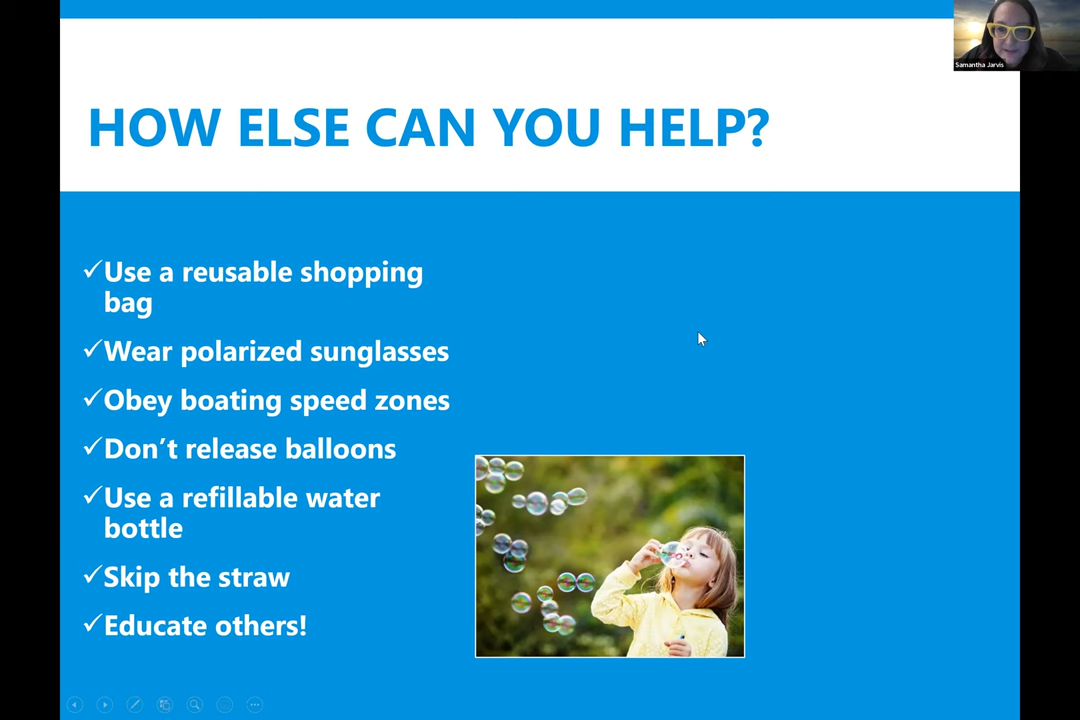 Samantha Jarvis
HOW ELSE CAN YOU HELP?
✓Use a reusable shopping
bag
✓Wear polarized sunglasses
✓Obey boating speed zones
✓Don’t release balloons
✓Use a refillable water
bottle
✓Skip the straw
✓Educate others!